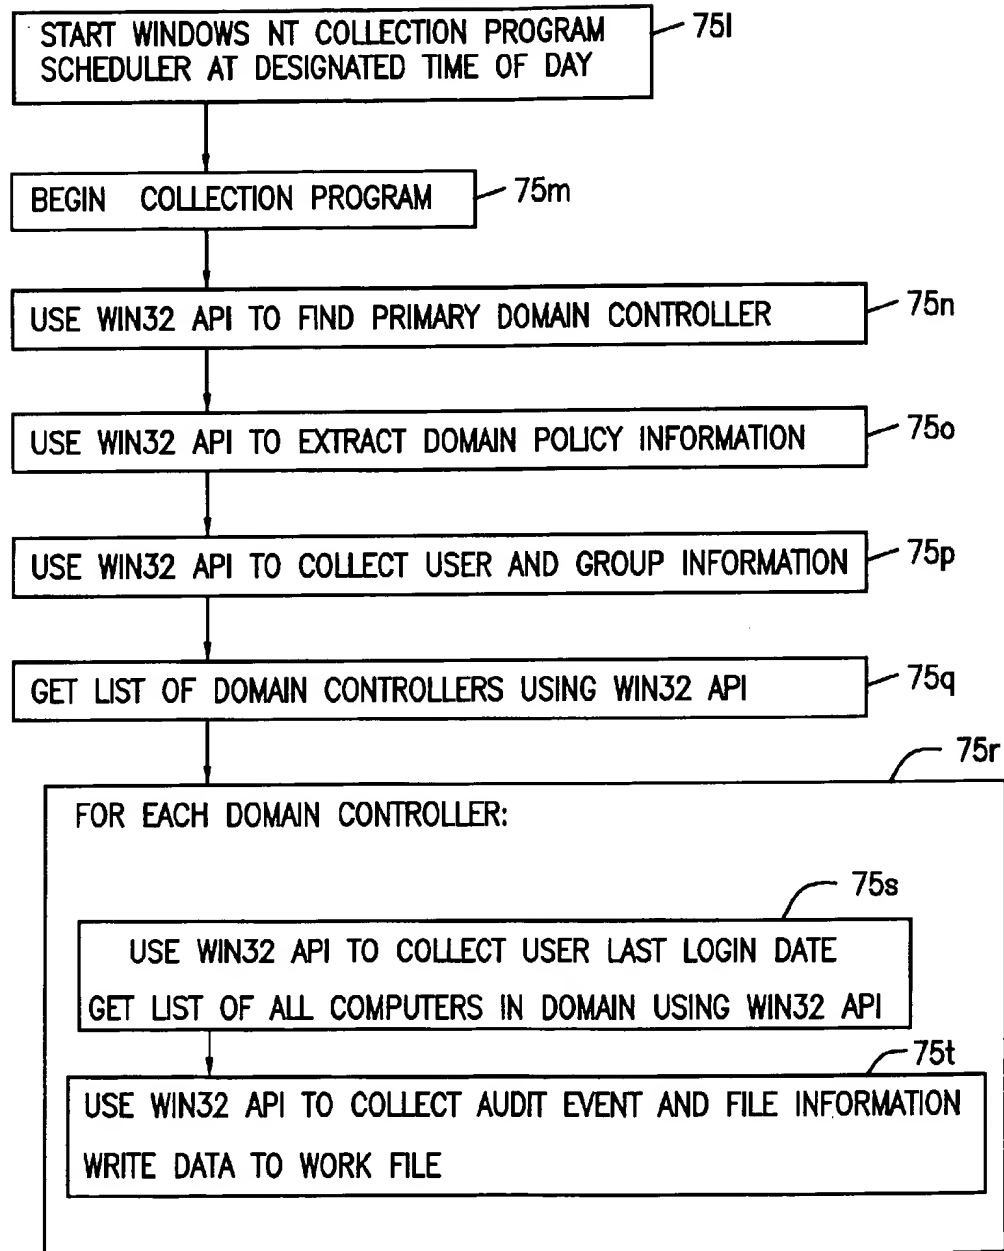 START WINDOWS NT COLLECTION PROGRAM
SCHEDULER AT DESIGNATED TIME OF DAY
75l
BEGIN COLLECTION PROGRAM
75m
USE WIN32 API TO FIND PRIMARY DOMAIN CONTROLLER
75n
USE WIN32 API TO EXTRACT DOMAIN POLICY INFORMATION
75o
USE WIN32 API TO COLLECT USER AND GROUP INFORMATION
75p
GET LIST OF DOMAIN CONTROLLERS USING WIN32 API
75q
75r
FOR EACH DOMAIN CONTROLLER:
75s
USE WIN32 API TO COLLECT USER LAST LOGIN DATE
GET LIST OF ALL COMPUTERS IN DOMAIN USING WIN32 API
75t
USE WIN32 API TO COLLECT AUDIT EVENT AND FILE INFORMATION
WRITE DATA TO WORK FILE